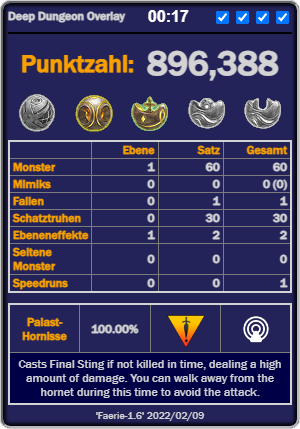 Deep Dungeon Overlay 00:17
Punktzahl: 896,388
Ebene Satz Gesamt
Monster 1 60 60
Mimiks 0 0 0 (0)
Fallen 0 1 1
Schatztruhen 0 30 30
Ebeneneffekte 1 2 2
Seltene
Monster 0 0 0
Speedruns 0 0 1
Palast-
Hornisse 100.00%
Casts Final Sting if not killed in time, dealing a high
amount of damage. You can walk away from the
hornet during this time to avoid the attack.
'Faerie-1.6' 2022/02/09